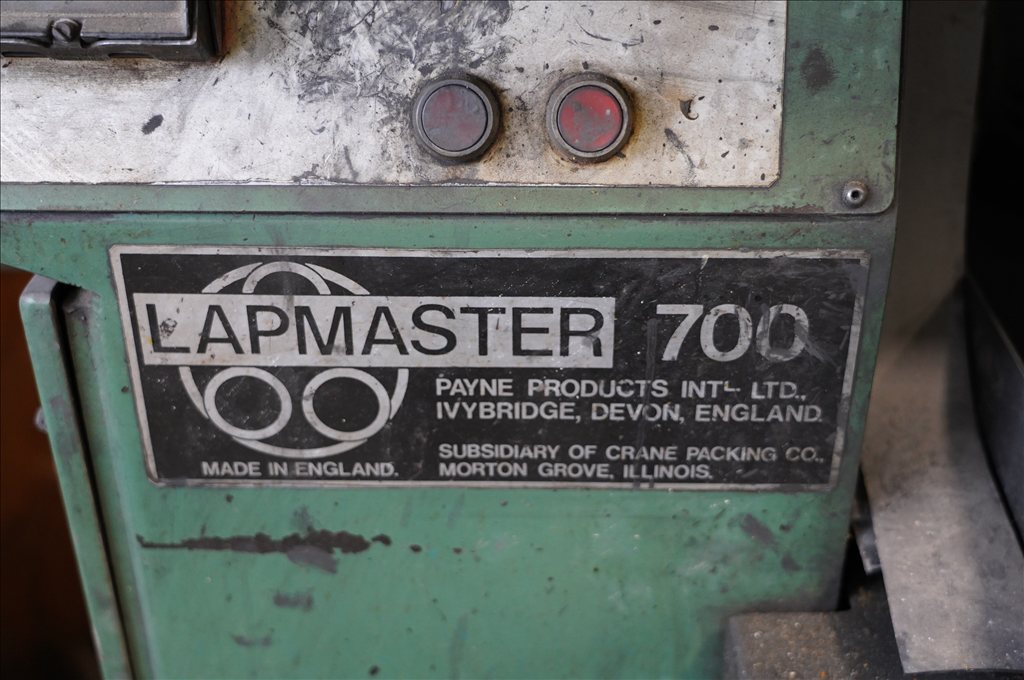 LAPMASTER 700
PAYNE PRODUCTS INT'L LTD.,
IVYBRIDGE, DEVON, ENGLAND.
SUBSIDIARY OF CRANE PACKING CO.,
MORTON GROVE, ILLINOIS.
MADE IN ENGLAND.